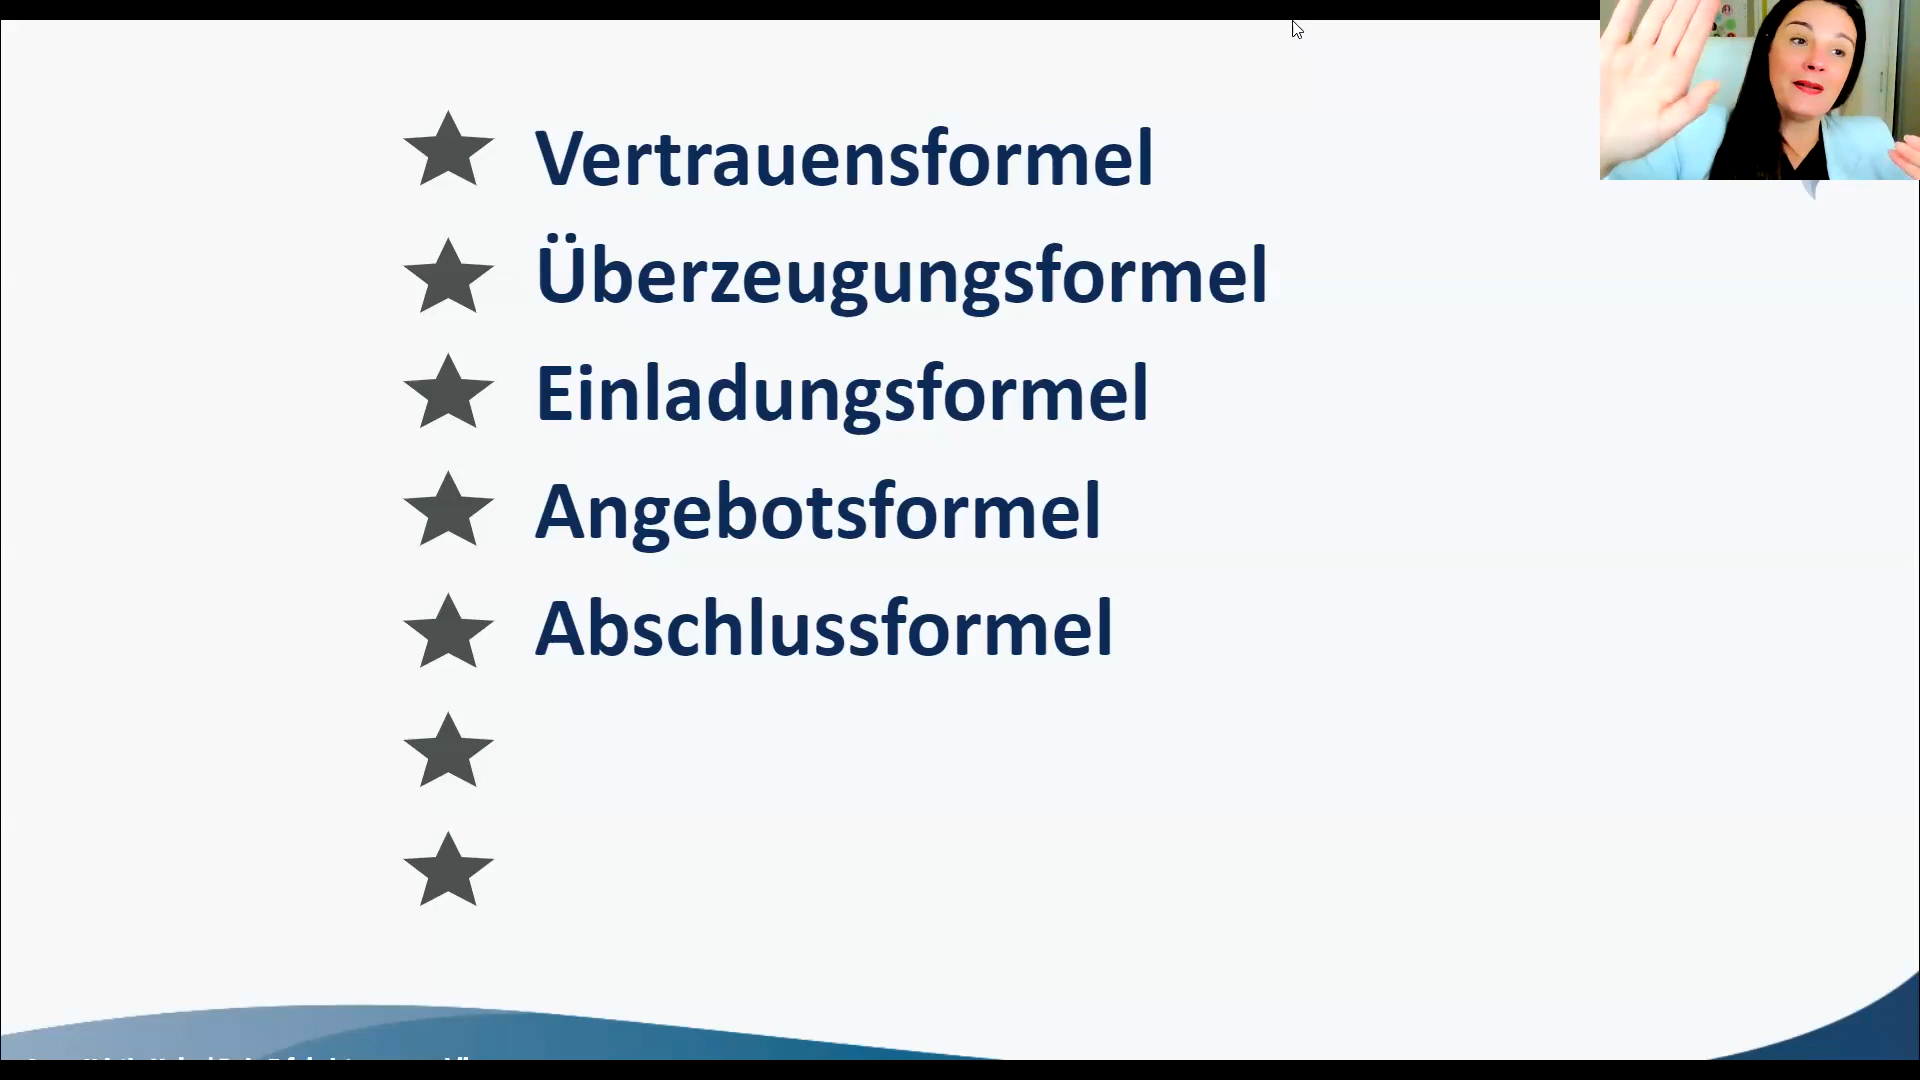 Vertrauensformel
Überzeugungsformel
Einladungsformel
Angebotsformel
Abschlussformel